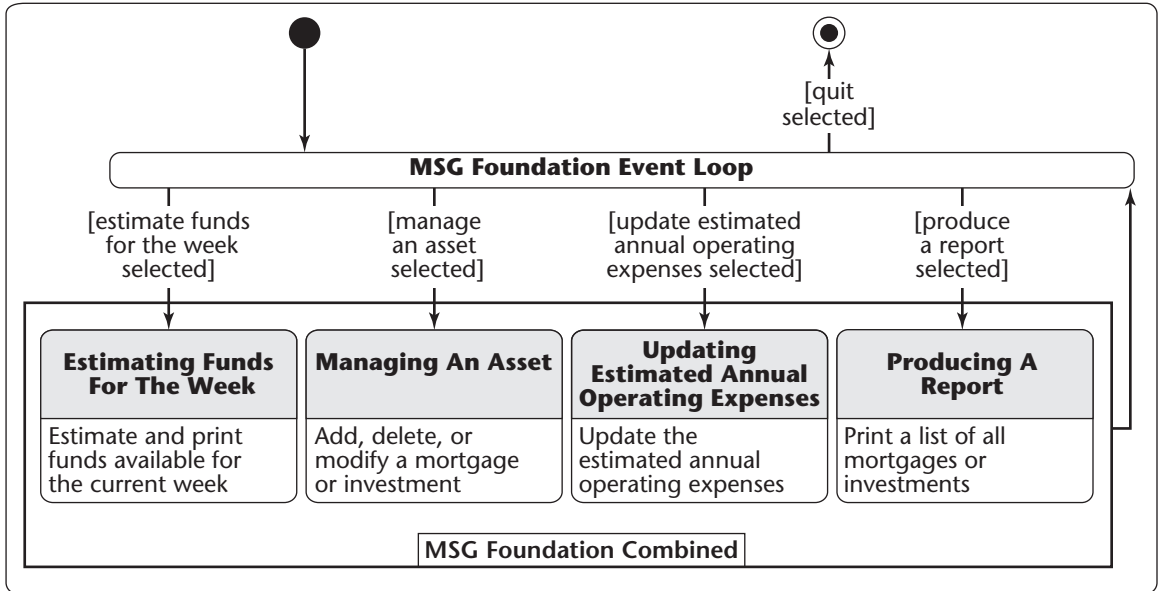 [quit
selected]
MSG Foundation Event Loop
[estimate funds
for the week
selected]
[manage
an asset
selected]
[update estimated
annual operating
expenses selected]
[produce
a report
selected]
Estimating Funds
For The Week
Estimate and print
funds available for
the current week
Managing An Asset
Add, delete, or
modify a mortgage
or investment
Updating
Estimated Annual
Operating Expenses
Update the
estimated annual
operating expenses
Producing A
Report
Print a list of all
mortgages or
investments
MSG Foundation Combined